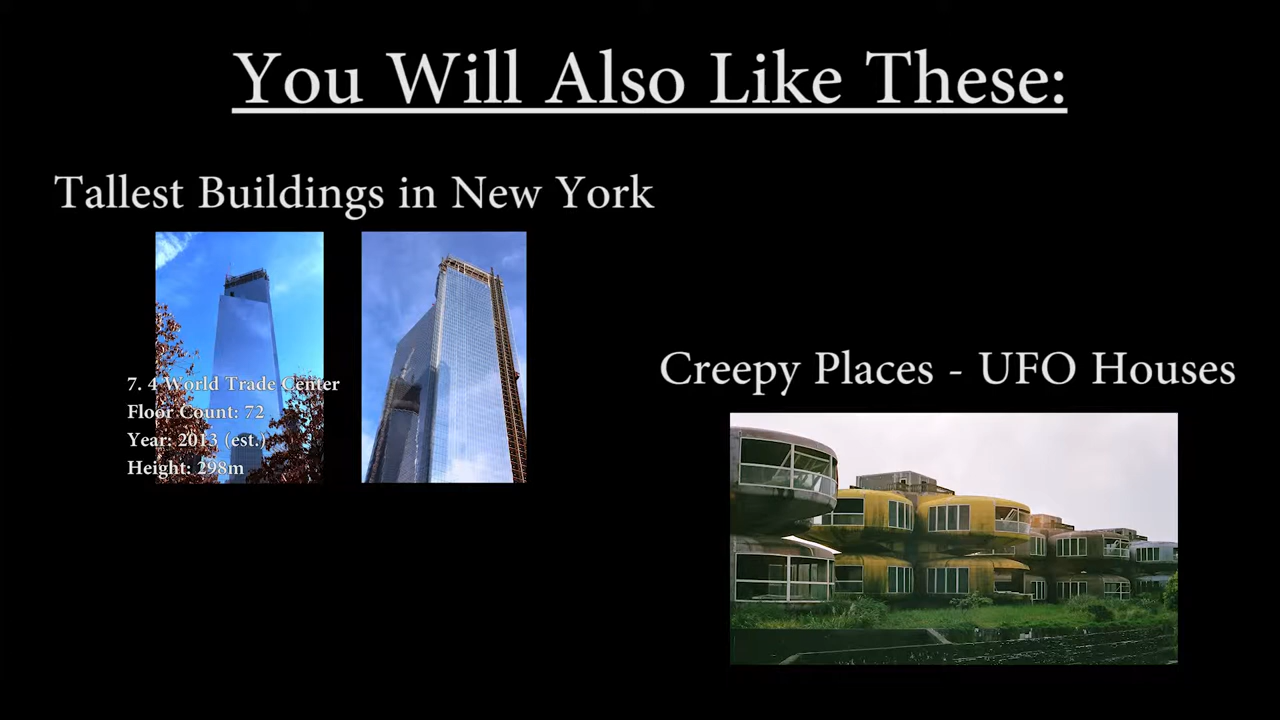 You Will Also Like These:
Tallest Buildings in New York
7. 4 World Trade Center
Floor Count: 72
Year: 2013 (est.)
Height: 298m
Creepy Places - UFO Houses